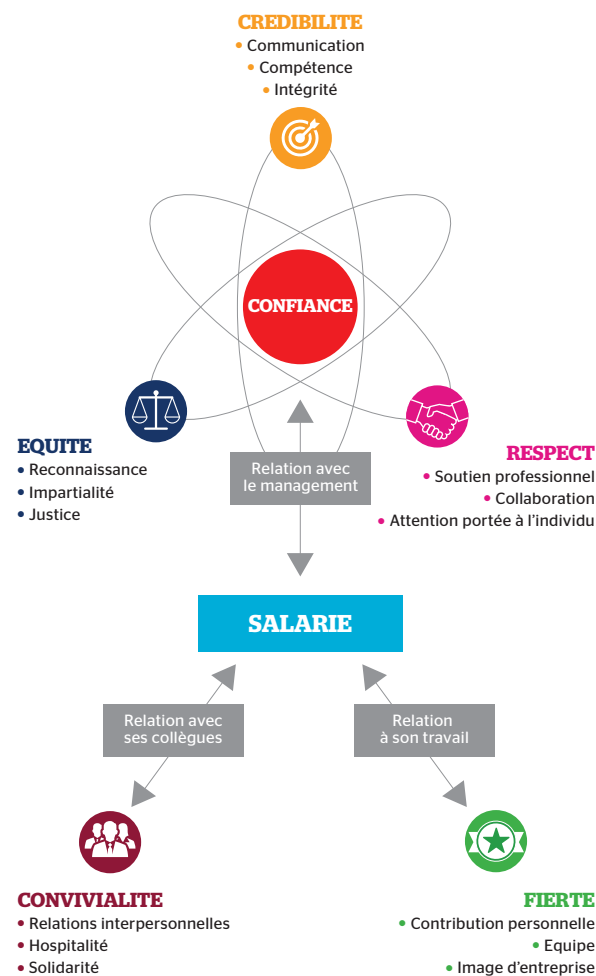 CREDIBILITE
• Communication
• Compétence
• Intégrité
CONFIANCE
EQUITE
• Reconnaissance
• Impartialité
• Justice
Relation avec
le management
RESPECT
• Soutien professionnel
• Collaboration
• Attention portée à l'individu
SALARIE
Relation avec
ses collègues
Relation
à son travail
CONVIVIALITE
• Relations interpersonnelles
• Hospitalité
• Solidarité
FIERTE
• Contribution personnelle
• Equipe
• Image d'entreprise